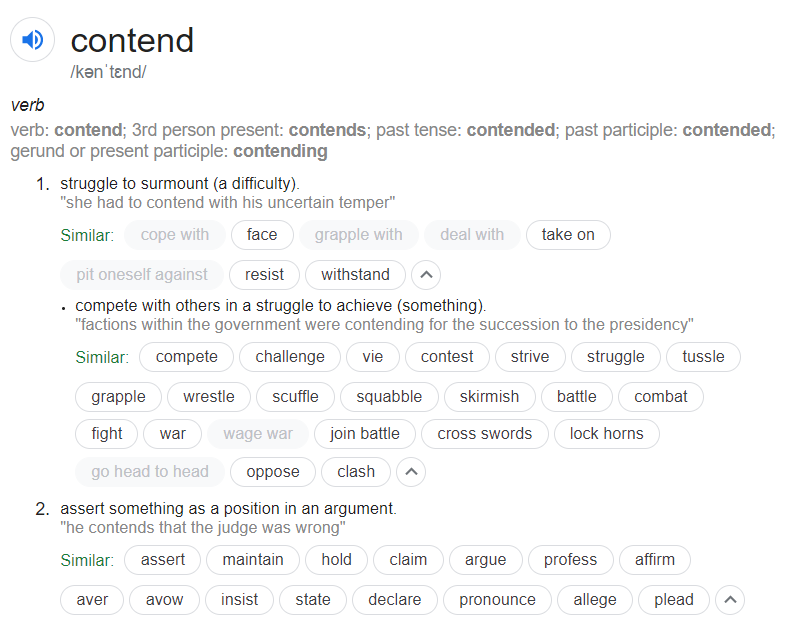 contend
/kənˈtɛnd/
verb
verb: contend; 3rd person present: contends; past tense: contended; past participle: contended;
gerund or present participle: contending
1. struggle to surmount (a difficulty).
"she had to contend with his uncertain temper"
Similar: cope with face grapple with deal with take on
pit oneself against resist withstand
• compete with others in a struggle to achieve (something).
"factions within the government were contending for the succession to the presidency"
Similar: compete challenge vie contest strive struggle tussle
grapple wrestle scuffle squabble skirmish battle combat
fight war wage war join battle cross swords lock horns
go head to head oppose clash
2. assert something as a position in an argument.
"he contends that the judge was wrong"
Similar: assert maintain hold claim argue profess affirm
aver avow insist state declare pronounce allege plead